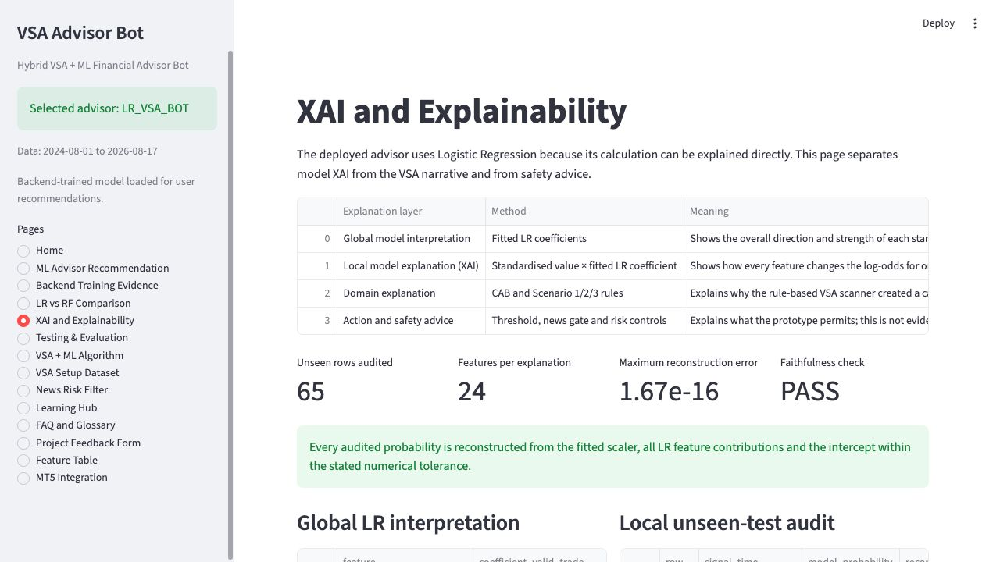 VSA Advisor Bot
Hybrid VSA + ML Financial Advisor Bot
Selected advisor: LR_VSA_BOT
Data: 2024-08-01 to 2026-08-17
Backend-trained model loaded for user
recommendations.
Pages
Home
ML Advisor Recommendation
Backend Training Evidence
LR vs RF Comparison
XAI and Explainability
Testing & Evaluation
VSA + ML Algorithm
VSA Setup Dataset
News Risk Filter
Learning Hub
FAQ and Glossary
Project Feedback Form
Feature Table
MT5 Integration
Deploy
XAI and Explainability
The deployed advisor uses Logistic Regression because its calculation can be explained directly. This page separates
model XAI from the VSA narrative and from safety advice.
Explanation layer Method Meaning
0 Global model interpretation Fitted LR coefficients Shows the overall direction and strength of each
1 Local model explanation (XAI) Standardised value × fitted LR coefficient Shows how every feature changes the log-odds for
2 Domain explanation CAB and Scenario 1/2/3 rules Explains why the rule-based VSA scanner created a
3 Action and safety advice Threshold, news gate and risk controls Explains what the prototype permits; this is not
Unseen rows audited Features per explanation Maximum reconstruction error Faithfulness check
65 24 1.67e-16 PASS
Every audited probability is reconstructed from the fitted scaler, all LR feature contributions and the intercept within
the stated numerical tolerance.
Global LR interpretation Local unseen-test audit
feature coefficient_valid_trade row signal_time model_probability